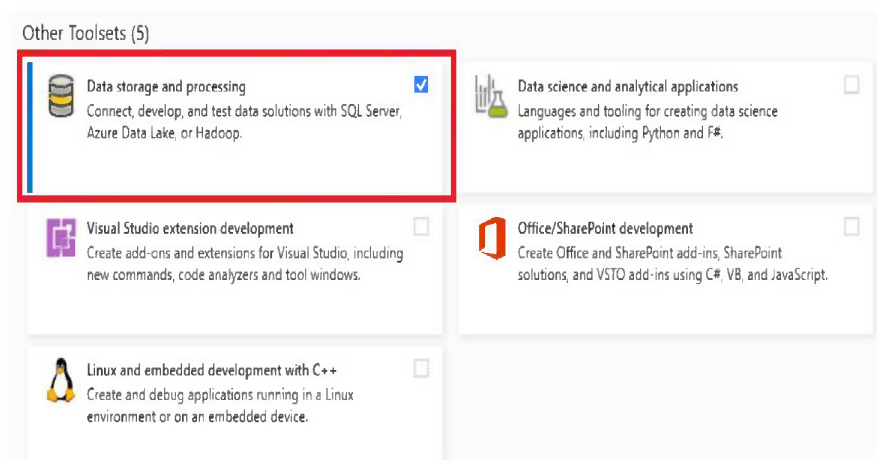 Other Toolsets (5)
Data storage and processing
Connect, develop, and test data solutions with SQL Server,
Azure Data Lake, or Hadoop.
Data science and analytical applications
Languages and tooling for creating data science
applications, including Python and F#.
Visual Studio extension development
Create add-ons and extensions for Visual Studio, including
new commands, code analyzers and tool windows.
Office/SharePoint development
Create Office and SharePoint add-ins, SharePoint
solutions, and VSTO add-ins using C#, VB, and JavaScript.
Linux and embedded development with C++
Create and debug applications running in a Linux
environment or on an embedded device.